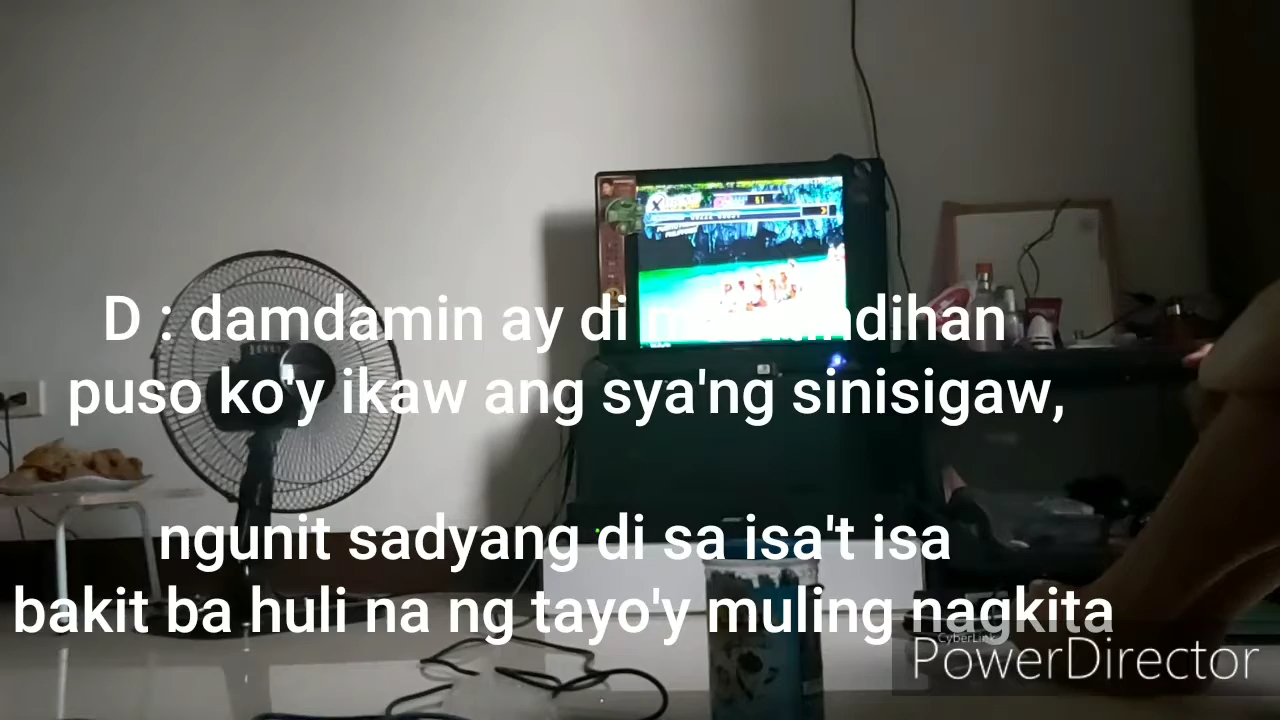 D : damdamin ay di
puso ko'y ikaw ang sya'ng sinisigaw,
ngunit sadyang di sa isa't isa
bakit ba huli na ng tayo'y muling nagkita
CyberLink
PowerDirector
61